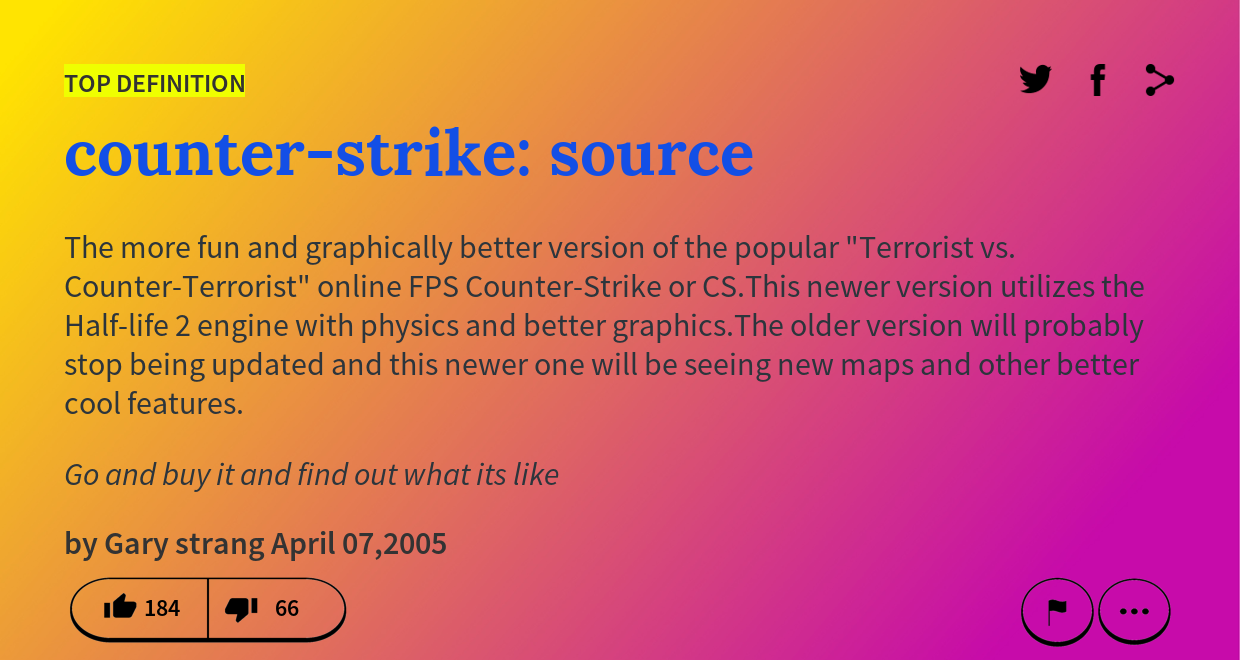 TOP DEFINITION
counter-strike: source
The more fun and graphically better version of the popular "Terrorist vs.
Counter-Terrorist" online FPS Counter-Strike or CS.This newer version utilizes the
Half-life 2 engine with physics and better graphics.The older version will probably
stop being updated and this newer one will be seeing new maps and other better
cool features.
Go and buy it and find out what its like
by Gary strang April 07,2005
184 66